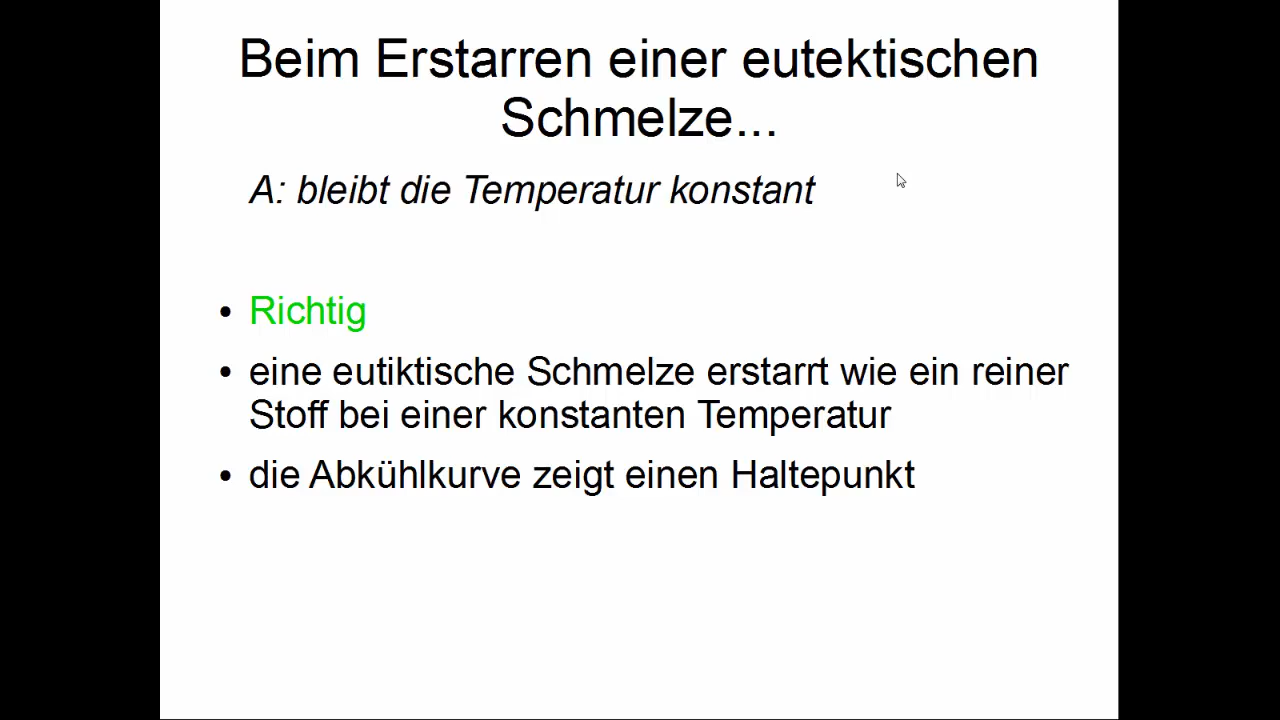 Beim Erstarren einer eutektischen
Schmelze...
A: bleibt die Temperatur konstant
• Richtig
• eine eutiktische Schmelze erstarrt wie ein reiner
Stoff bei einer konstanten Temperatur
• die Abkühlkurve zeigt einen Haltepunkt